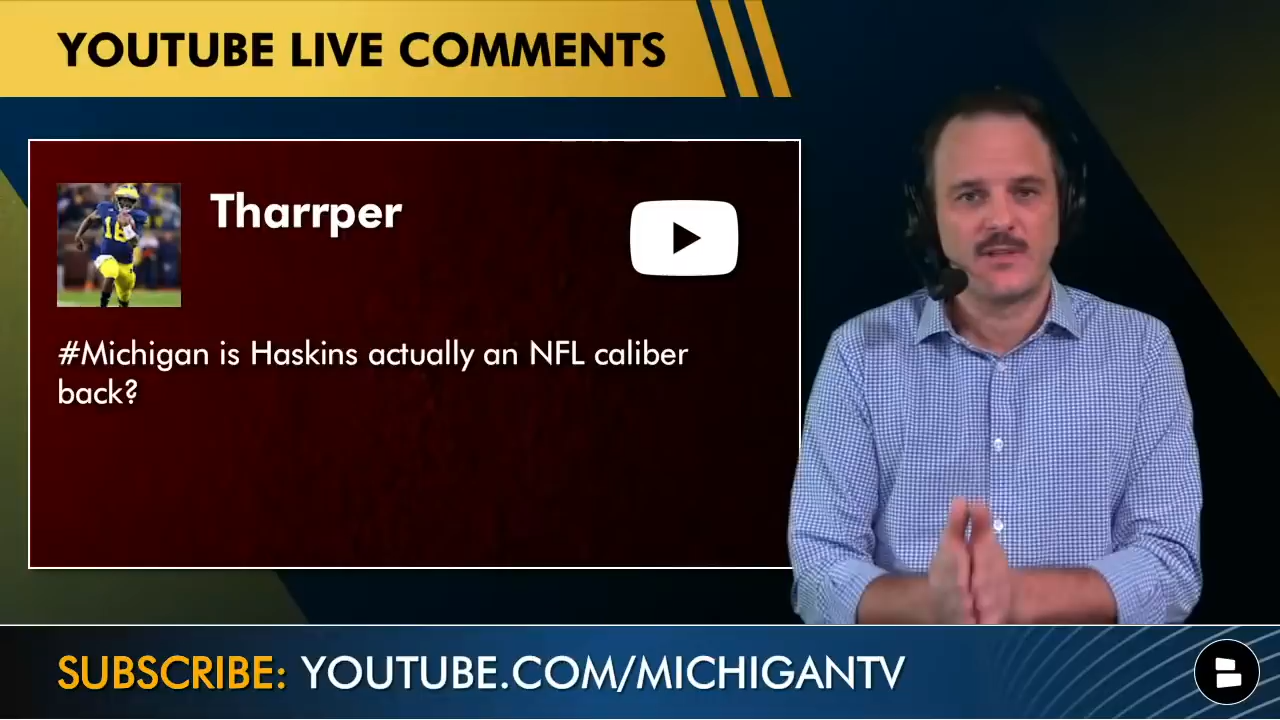 YOUTUBE LIVE COMMENTS
Tharrper
#Michigan is Haskins actually an NFL caliber
back?
SUBSCRIBE: YOUTUBE.COM/MICHIGANTV